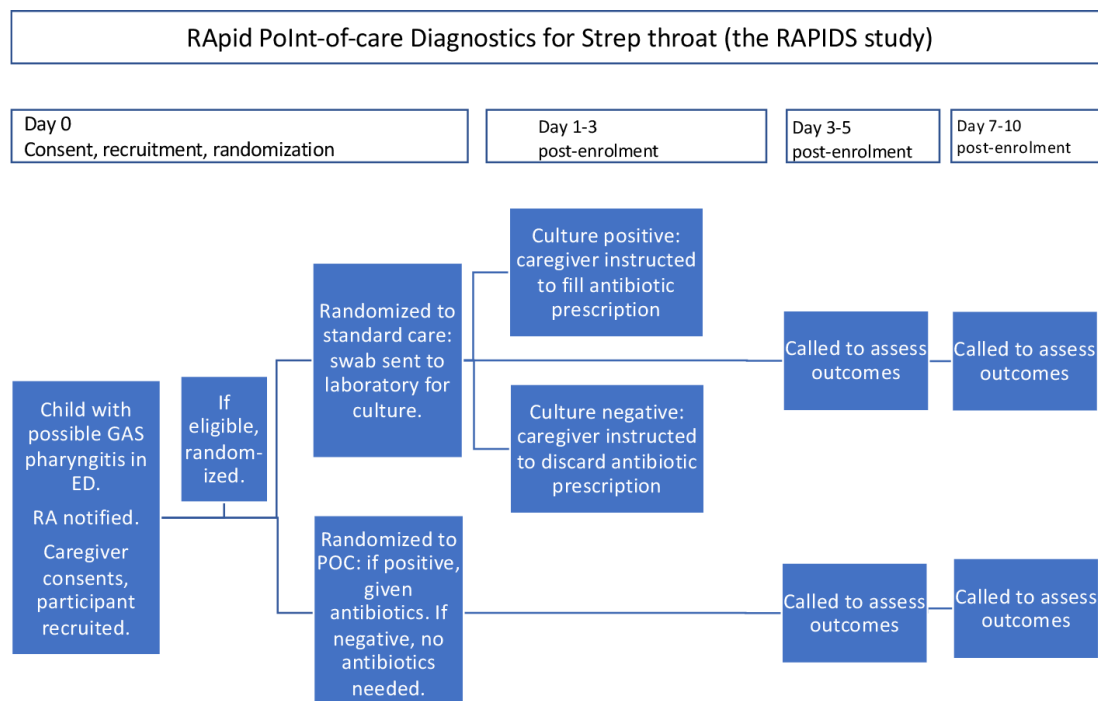 RApid PoInt-of-care Diagnostics for Strep throat (the RAPIDS study)
Day 0
Consent, recruitment, randomization
Day 1-3
post-enrolment
Day 3-5
post-enrolment
Day 7-10
post-enrolment
Child with
possible GAS
pharyngitis in
ED.
RA notified.
Caregiver
consents,
participant
recruited.
If
eligible,
random-
ized.
Randomized to
standard care:
swab sent to
laboratory for
culture.
Culture positive:
caregiver instructed
to fill antibiotic
prescription
Culture negative:
caregiver instructed
to discard antibiotic
prescription
Called to assess
outcomes
Called to assess
outcomes
Randomized to
POC: if positive,
given
antibiotics. If
negative, no
antibiotics
needed.
Called to assess
outcomes
Called to assess
outcomes